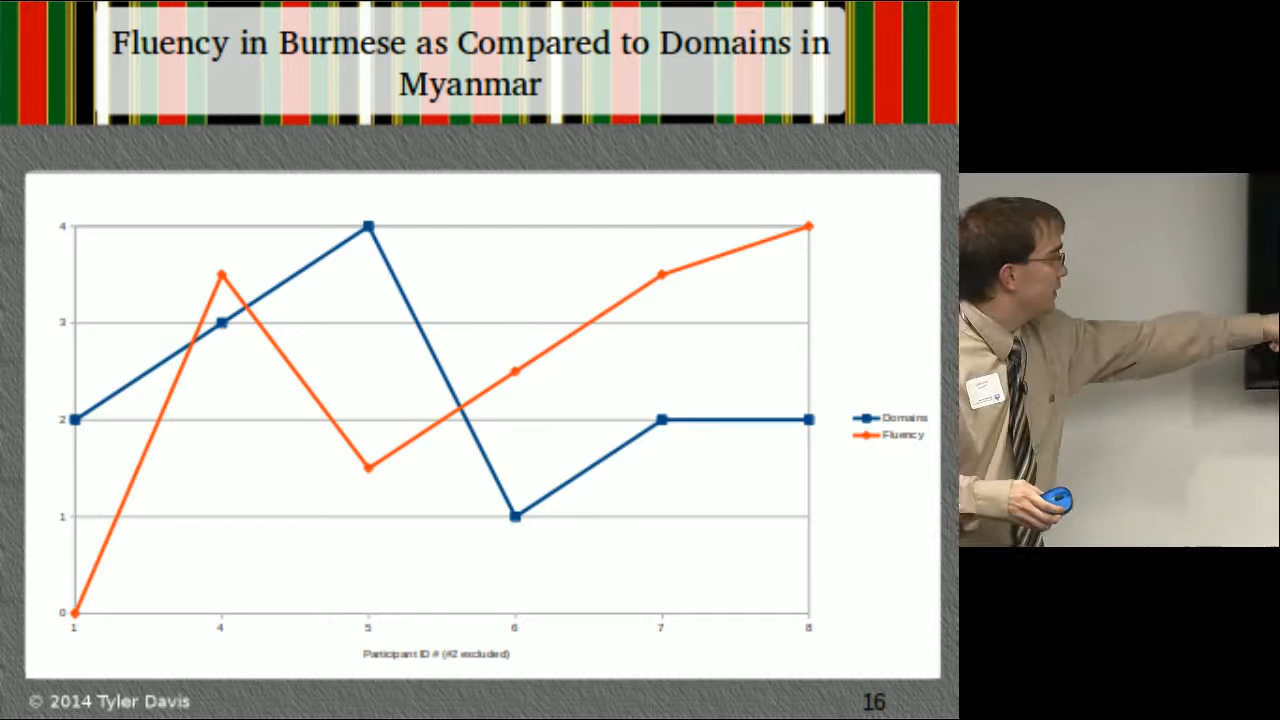 Fluency in Burmese as Compared to Domains in
Myanmar
4
3
2
1
0
1 4 5 6 7 8
Domains
Fluency
Participant ID # (#2 excluded)
© 2014 Tyler Davis
16